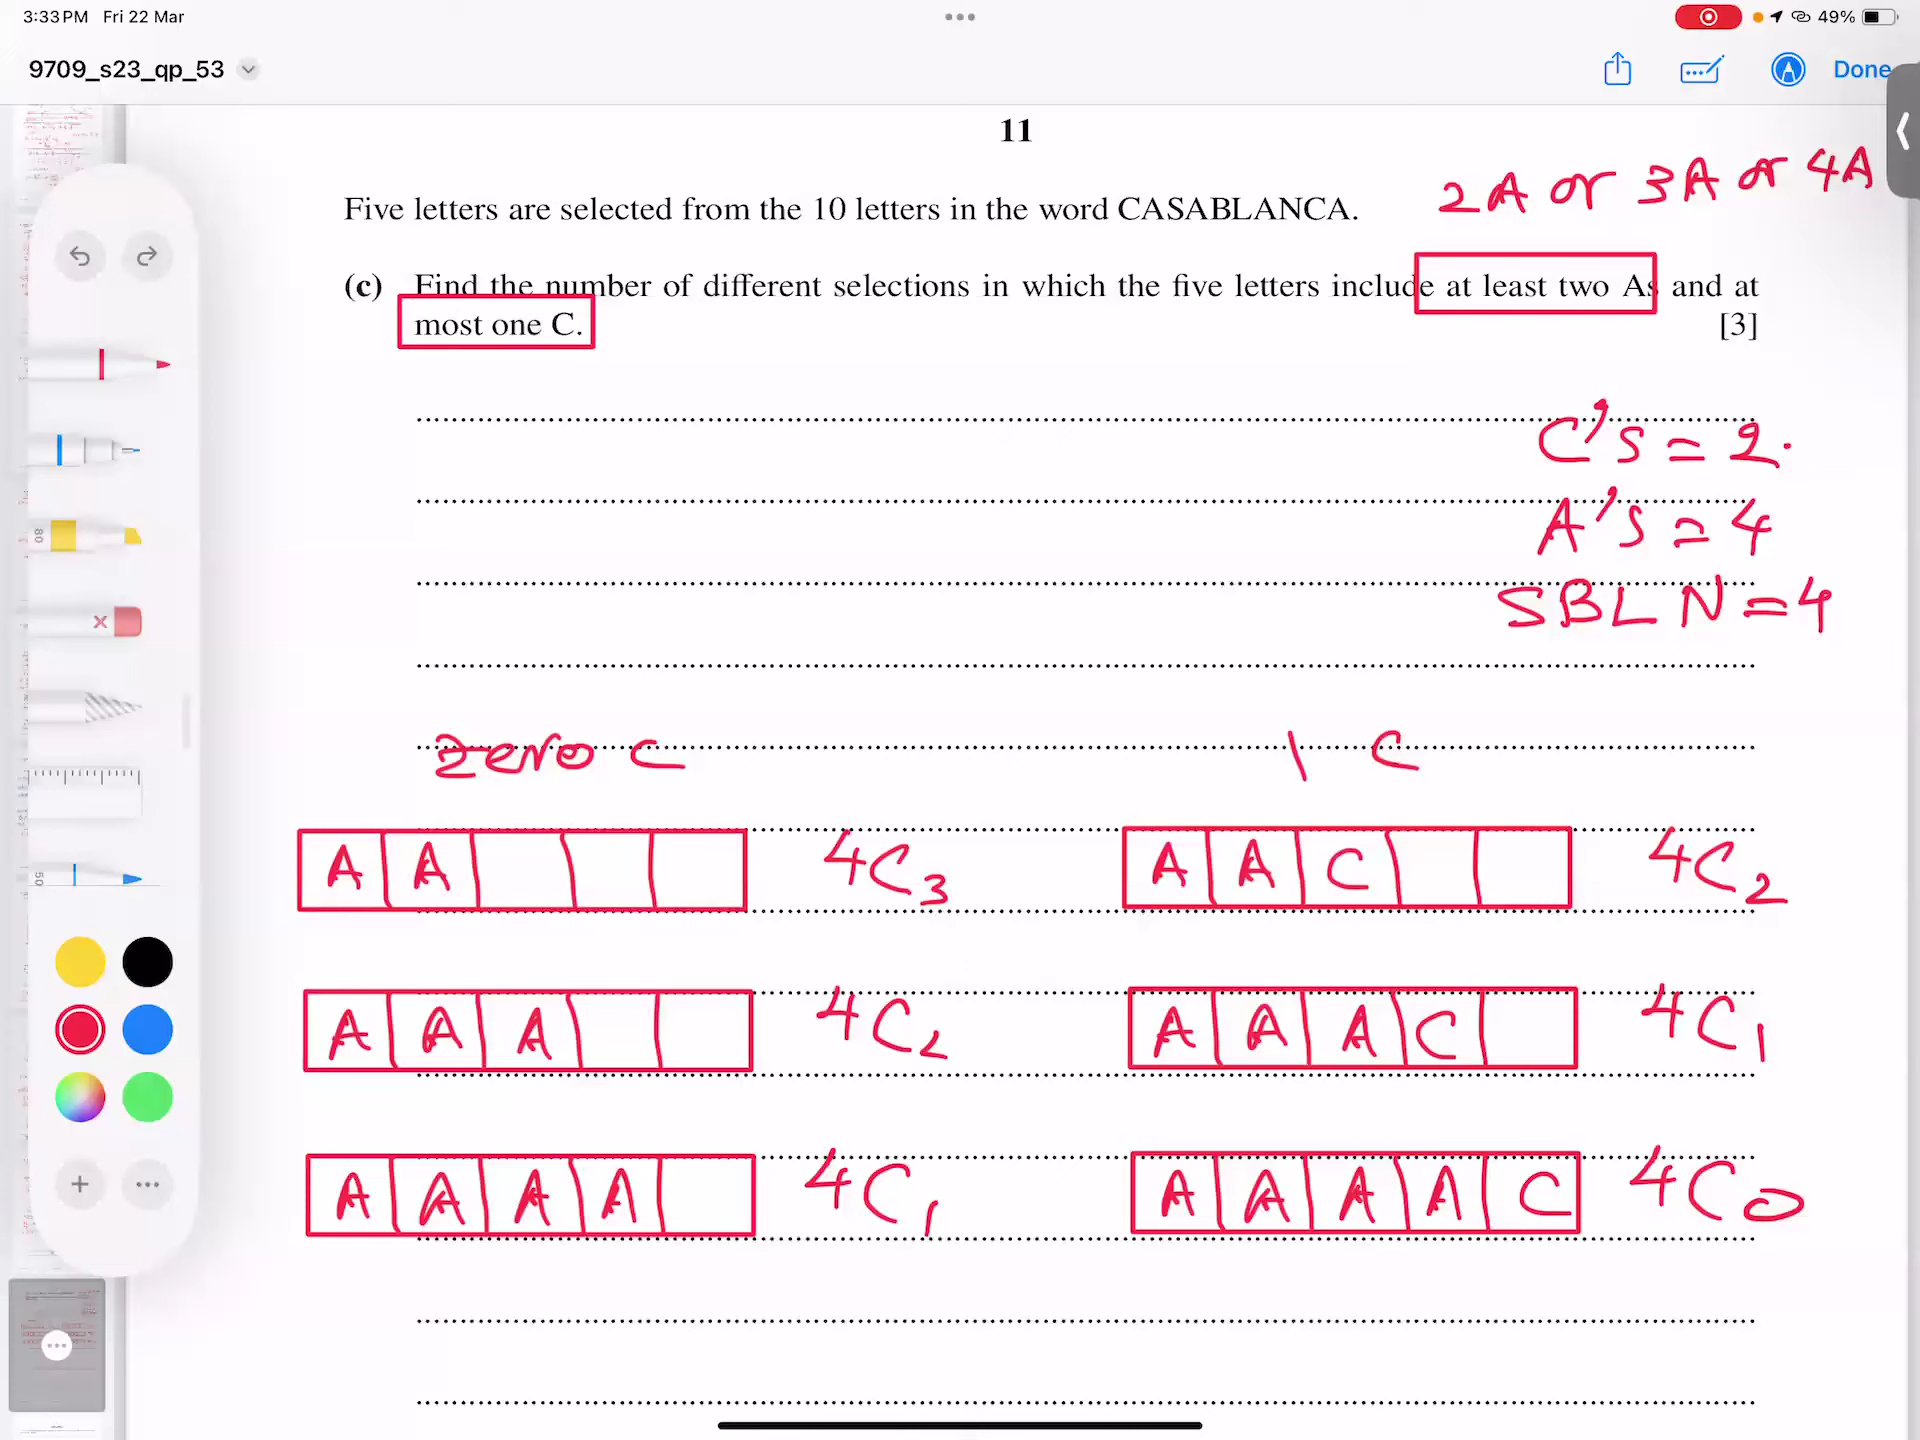 3:33 PM Fri 22 Mar
49%
9709_s23_qp_53
Done
11
2A or 3A or 4A
Five letters are selected from the 10 letters in the word CASABLANCA.
(c) Find the number of different selections in which the five letters include at least two As and at
most one C. [3]
C's = 2.
A's = 4
SBLN = 4
zero C 1 C
A A 4C3 A A C 4C2
A A A 4C2 A A A C 4C1
A A A A 4C1 A A A A C 4C0
80
50